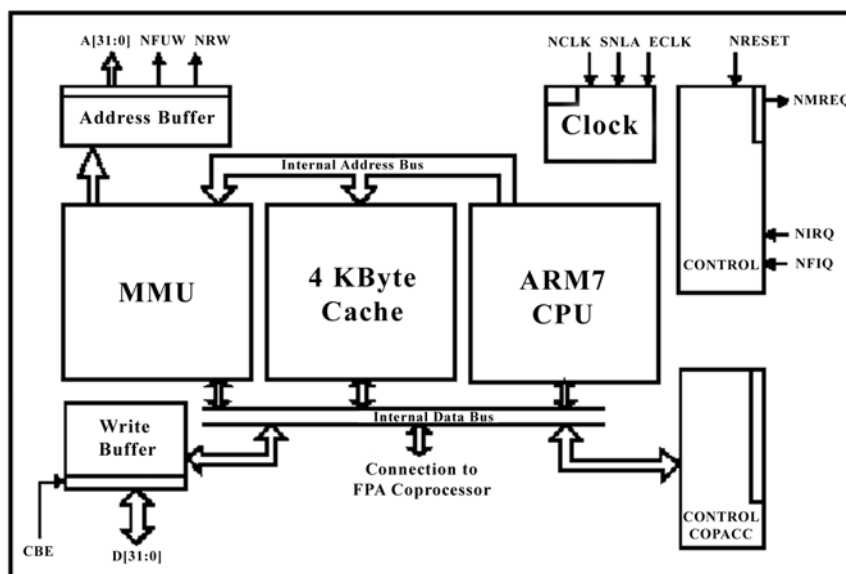 A[31:0] NFUW NRW
NCLK SNLA ECLK
NRESET
Address Buffer
Clock
NMREQ
Internal Address Bus
MMU
4 KByte
Cache
ARM7
CPU
NIRQ
CONTROL
NFIQ
Write
Buffer
Internal Data Bus
Connection to
FPA Coprocessor
CBE
D[31:0]
CONTROL
COPACC